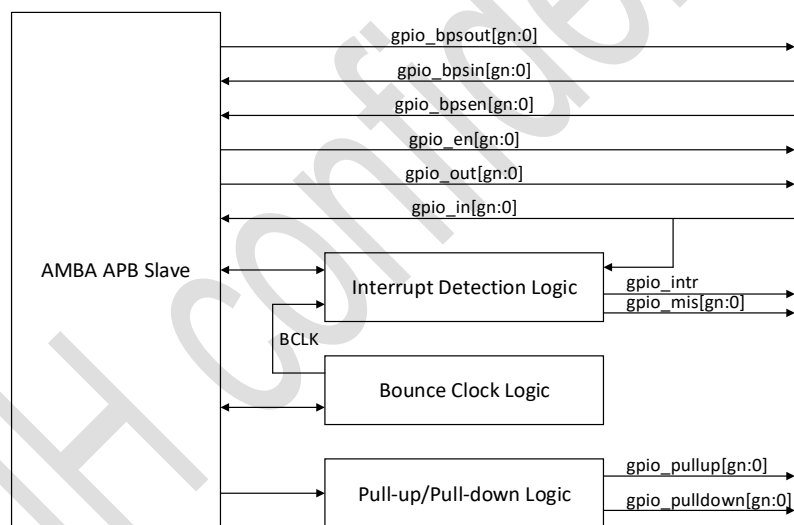 gpio_bpsout[gn:0]
gpio_bpsin[gn:0]
gpio_bpsen[gn:0]
gpio_en[gn:0]
gpio_out[gn:0]
gpio_in[gn:0]
AMBA APB Slave
Interrupt Detection Logic
gpio_intr
gpio_mis[gn:0]
BCLK
Bounce Clock Logic
Pull-up/Pull-down Logic
gpio_pullup[gn:0]
gpio_pulldown[gn:0]